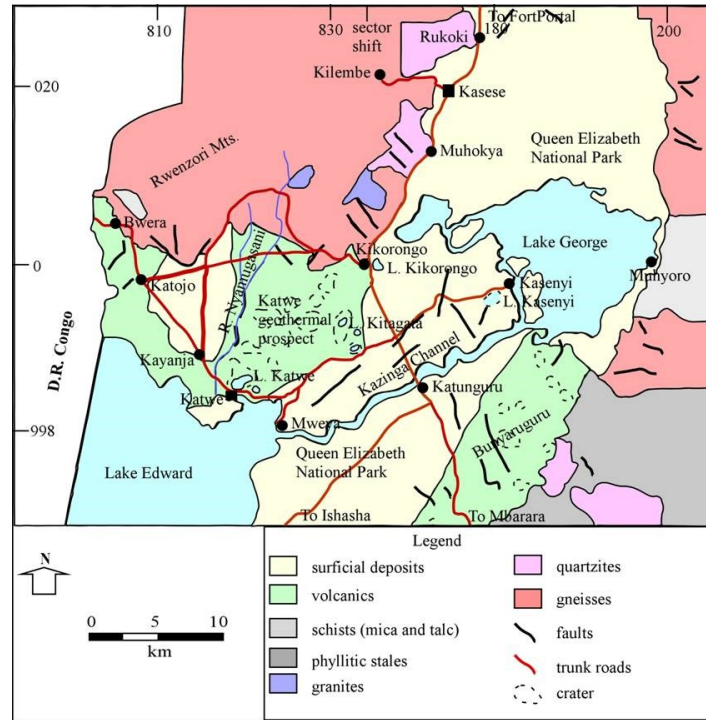 810
830
180
200
sector
shift
To FortPortal
Rukoki
Kilembe
020
Kasese
Rwenzori Mts.
Muhokya
Queen Elizabeth
National Park
Bwera
R. Nyamugasani
Lake George
0
Kikorongo
L. Kikorongo
Muhyoro
Katojo
Kasenyi
L. Kasenyi
Katwe
geothermal
prospect
L. Kitagata
D.R. Congo
Kayanja
Kazinga Channel
L. Katwe
Katwe
Katunguru
Bunyaruguru
998
Mweya
Lake Edward
Queen Elizabeth
National Park
To Ishasha
To Mbarara
Legend
N
surficial deposits
quartzites
volcanics
gneisses
schists (mica and talc)
faults
0 5 10
km
phyllitic stales
trunk roads
granites
crater